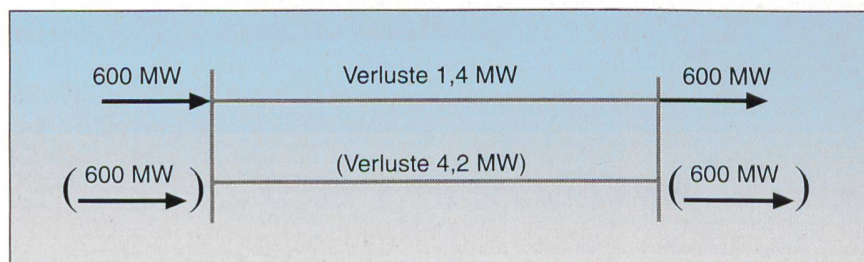 600 MW
Verluste 1,4 MW
600 MW
(600 MW)
(Verluste 4,2 MW)
(600 MW)